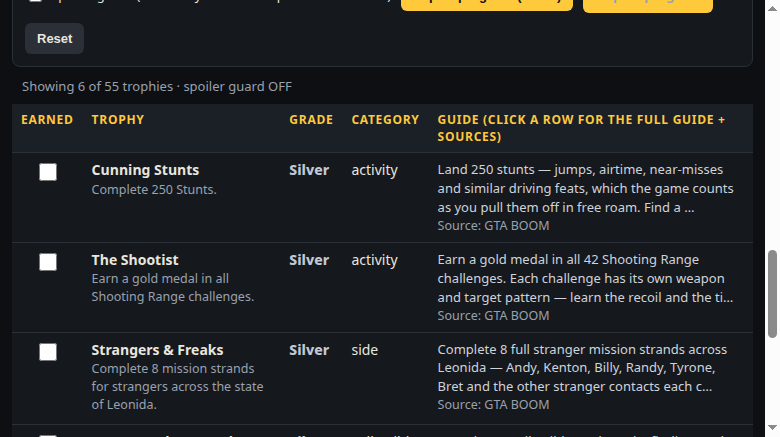 Reset
Showing 6 of 55 trophies · spoiler guard OFF
EARNED TROPHY GRADE CATEGORY GUIDE (CLICK A ROW FOR THE FULL GUIDE +
SOURCES)
Cunning Stunts Silver activity Land 250 stunts — jumps, airtime, near-misses
Complete 250 Stunts. and similar driving feats, which the game counts
as you pull them off in free roam. Find a ...
Source: GTA BOOM
The Shootist Silver activity Earn a gold medal in all 42 Shooting Range
Earn a gold medal in all challenges. Each challenge has its own weapon
Shooting Range challenges. and target pattern — learn the recoil and the ti...
Source: GTA BOOM
Strangers & Freaks Silver side Complete 8 full stranger mission strands across
Complete 8 mission strands Leonida — Andy, Kenton, Billy, Randy, Tyrone,
for strangers across the state Bret and the other stranger contacts each c...
of Leonida. Source: GTA BOOM